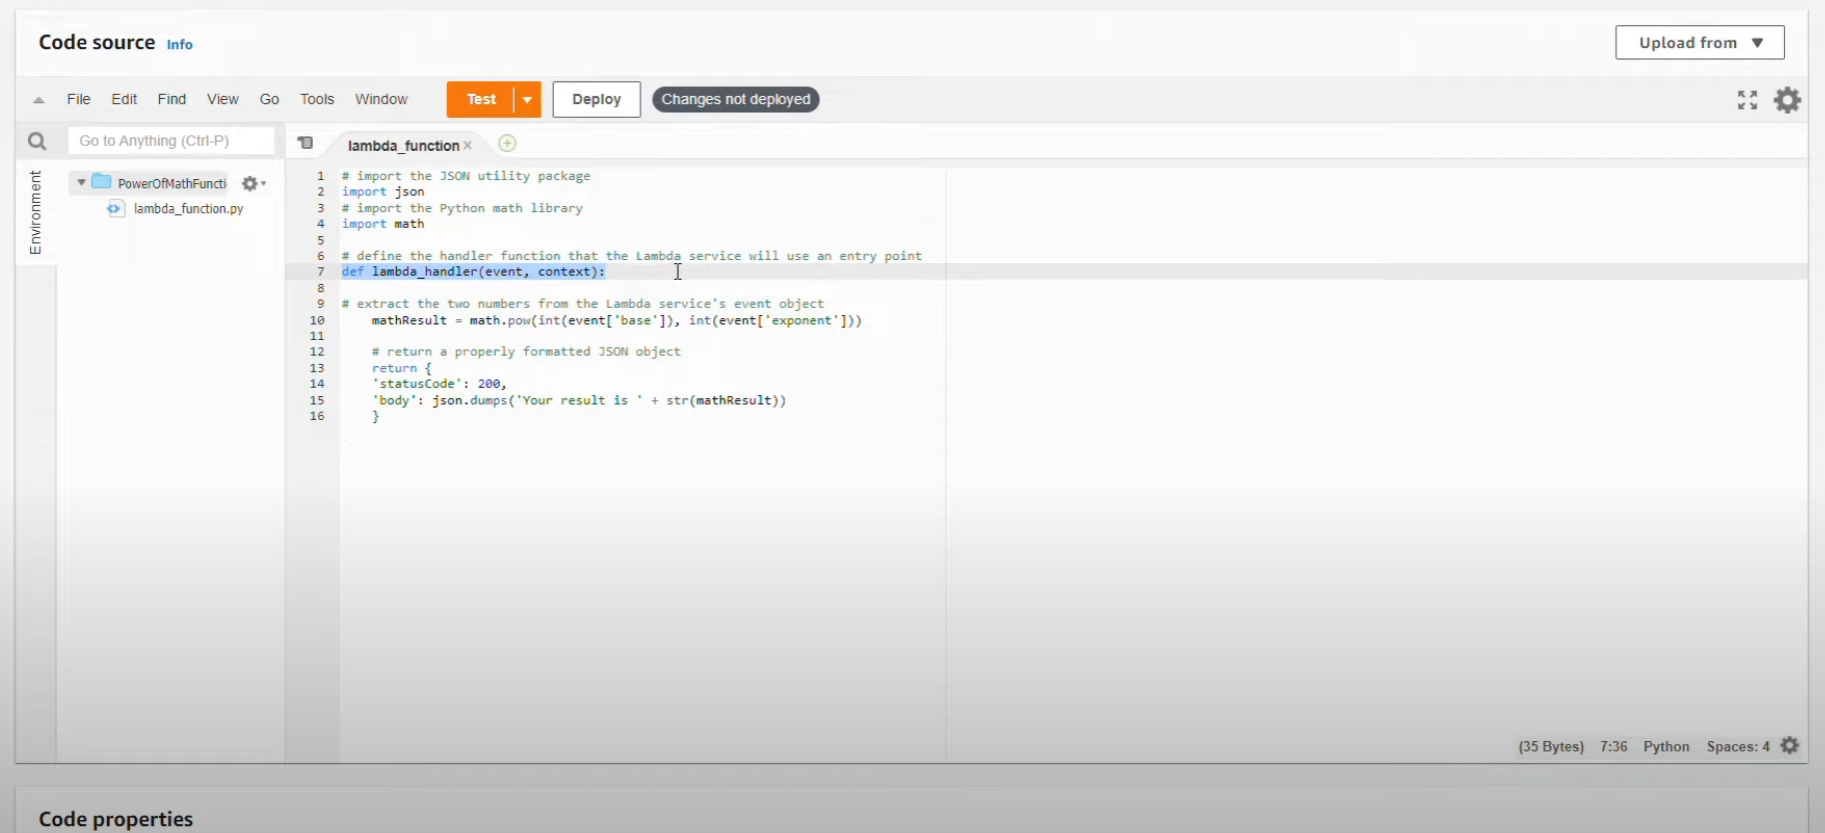 Code source Info
Upload from
File Edit Find View Go Tools Window Test Deploy Changes not deployed
Go to Anything (Ctrl-P)
lambda_function
Environment
PowerOfMathFuncti
lambda_function.py
1 # import the JSON utility package
2 import json
3 # import the Python math library
4 import math
5
6 # define the handler function that the Lambda service will use an entry point
7 def lambda_handler(event, context):
8
9 # extract the two numbers from the Lambda service's event object
10 mathResult = math.pow(int(event['base']), int(event['exponent']))
11
12 # return a properly formatted JSON object
13 return {
14 'statusCode': 200,
15 'body': json.dumps('Your result is ' + str(mathResult))
16 }
(35 Bytes) 7:36 Python Spaces: 4
Code properties